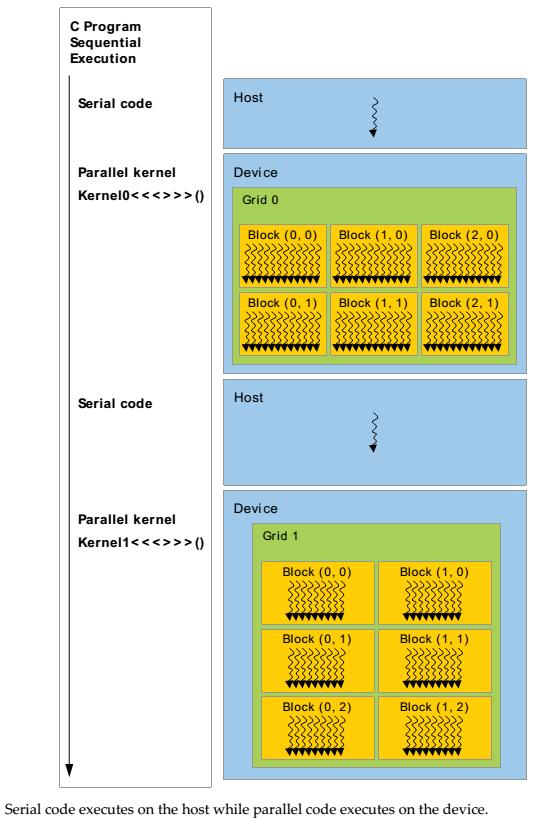 C Program
Sequential
Execution
Serial code
Host
Parallel kernel
Kernel0<<<>>>()
Device
Grid 0
Block (0, 0) Block (1, 0) Block (2, 0)
Block (0, 1) Block (1, 1) Block (2, 1)
Serial code
Host
Parallel kernel
Kernel1<<<>>>()
Device
Grid 1
Block (0, 0) Block (1, 0)
Block (0, 1) Block (1, 1)
Block (0, 2) Block (1, 2)
Serial code executes on the host while parallel code executes on the device.